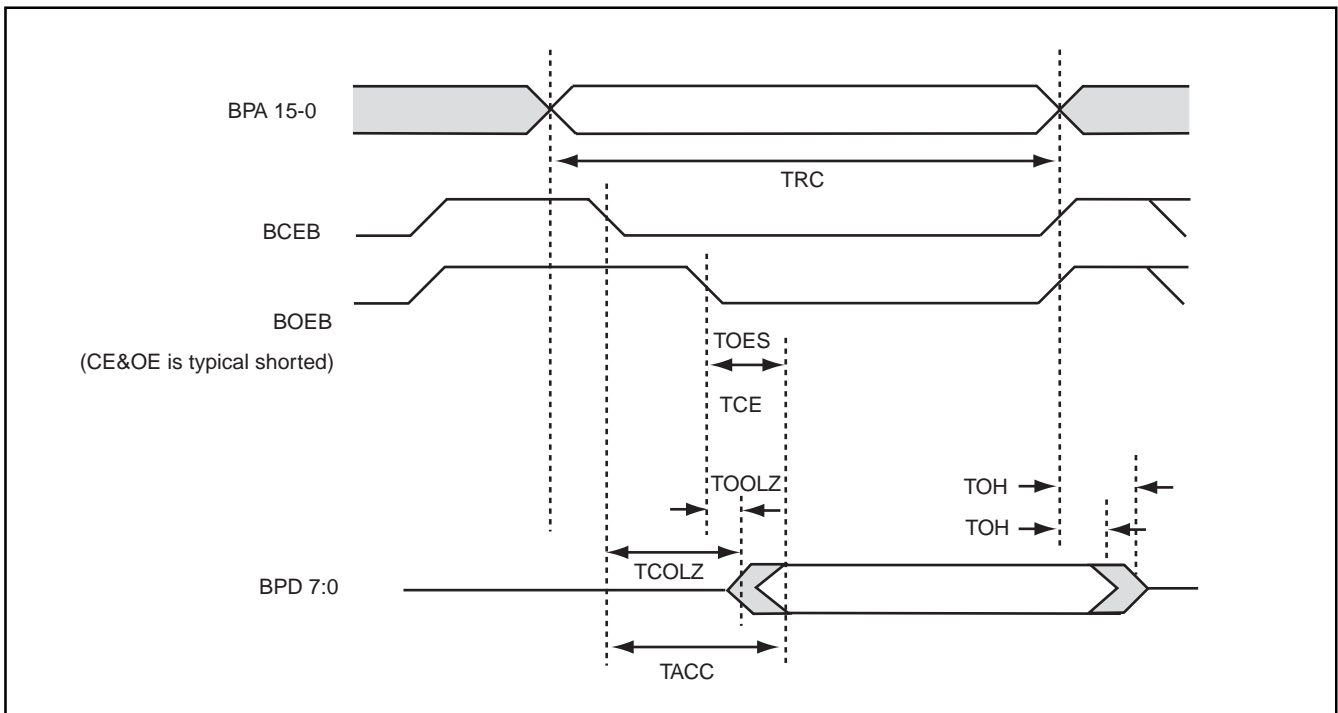 BPA 15-0
TRC
BCEB
BOEB
(CE&OE is typical shorted)
TOES
TCE
TOOLZ
TOH
TOH
TCOLZ
BPD 7:0
TACC